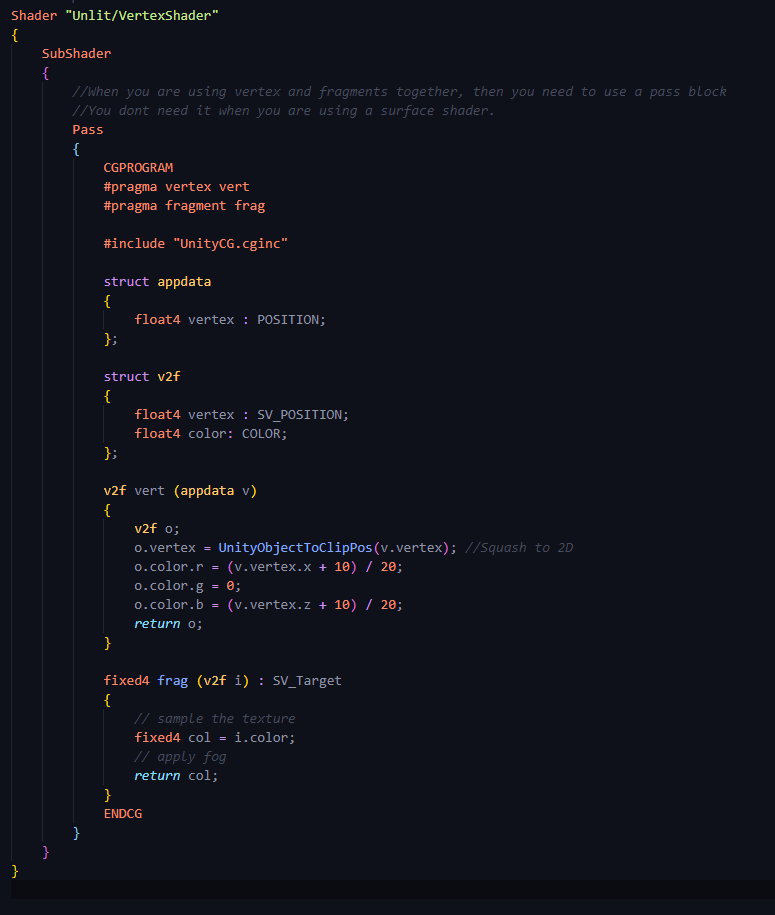 Shader "Unlit/VertexShader"
{
SubShader
{
//When you are using vertex and fragments together, then you need to use a pass block
//You dont need it when you are using a surface shader.
Pass
{
CGPROGRAM
#pragma vertex vert
#pragma fragment frag
#include "UnityCG.cginc"
struct appdata
{
float4 vertex : POSITION;
};
struct v2f
{
float4 vertex : SV_POSITION;
float4 color: COLOR;
};
v2f vert (appdata v)
{
v2f o;
o.vertex = UnityObjectToClipPos(v.vertex); //Squash to 2D
o.color.r = (v.vertex.x + 10) / 20;
o.color.g = 0;
o.color.b = (v.vertex.z + 10) / 20;
return o;
}
fixed4 frag (v2f i) : SV_Target
{
// sample the texture
fixed4 col = i.color;
// apply fog
return col;
}
ENDCG
}
}
}